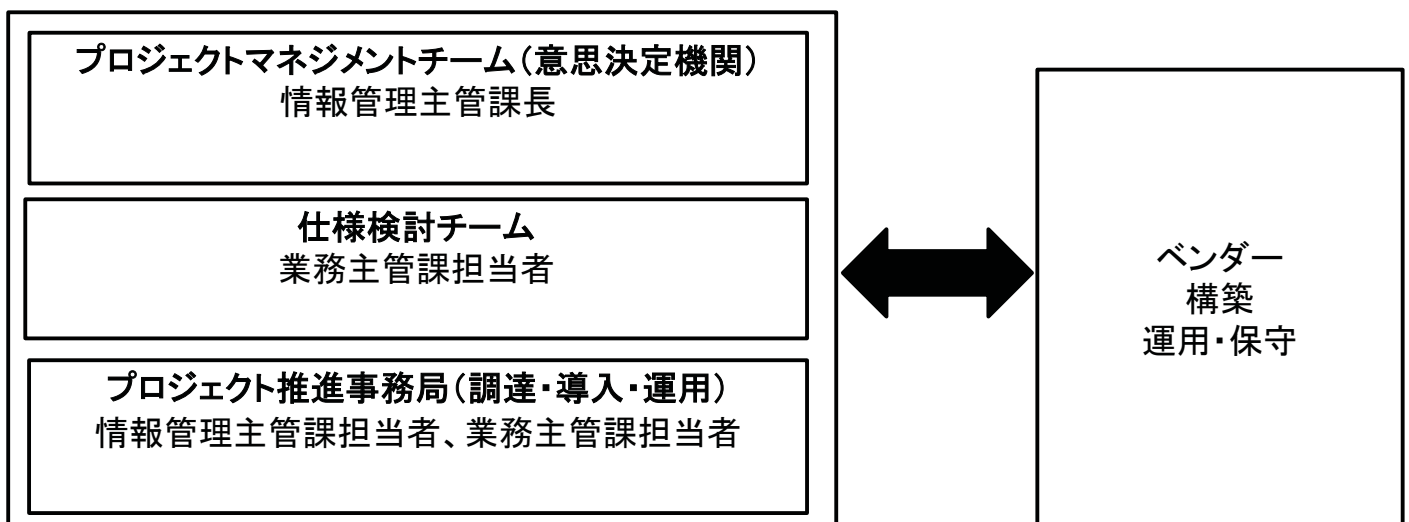 プロジェクトマネジメントチーム（意思決定機関）
情報管理主管課長
仕様検討チーム
業務主管課担当者
プロジェクト推進事務局（調達・導入・運用）
情報管理主管課担当者、業務主管課担当者
ベンダー
構築
運用・保守